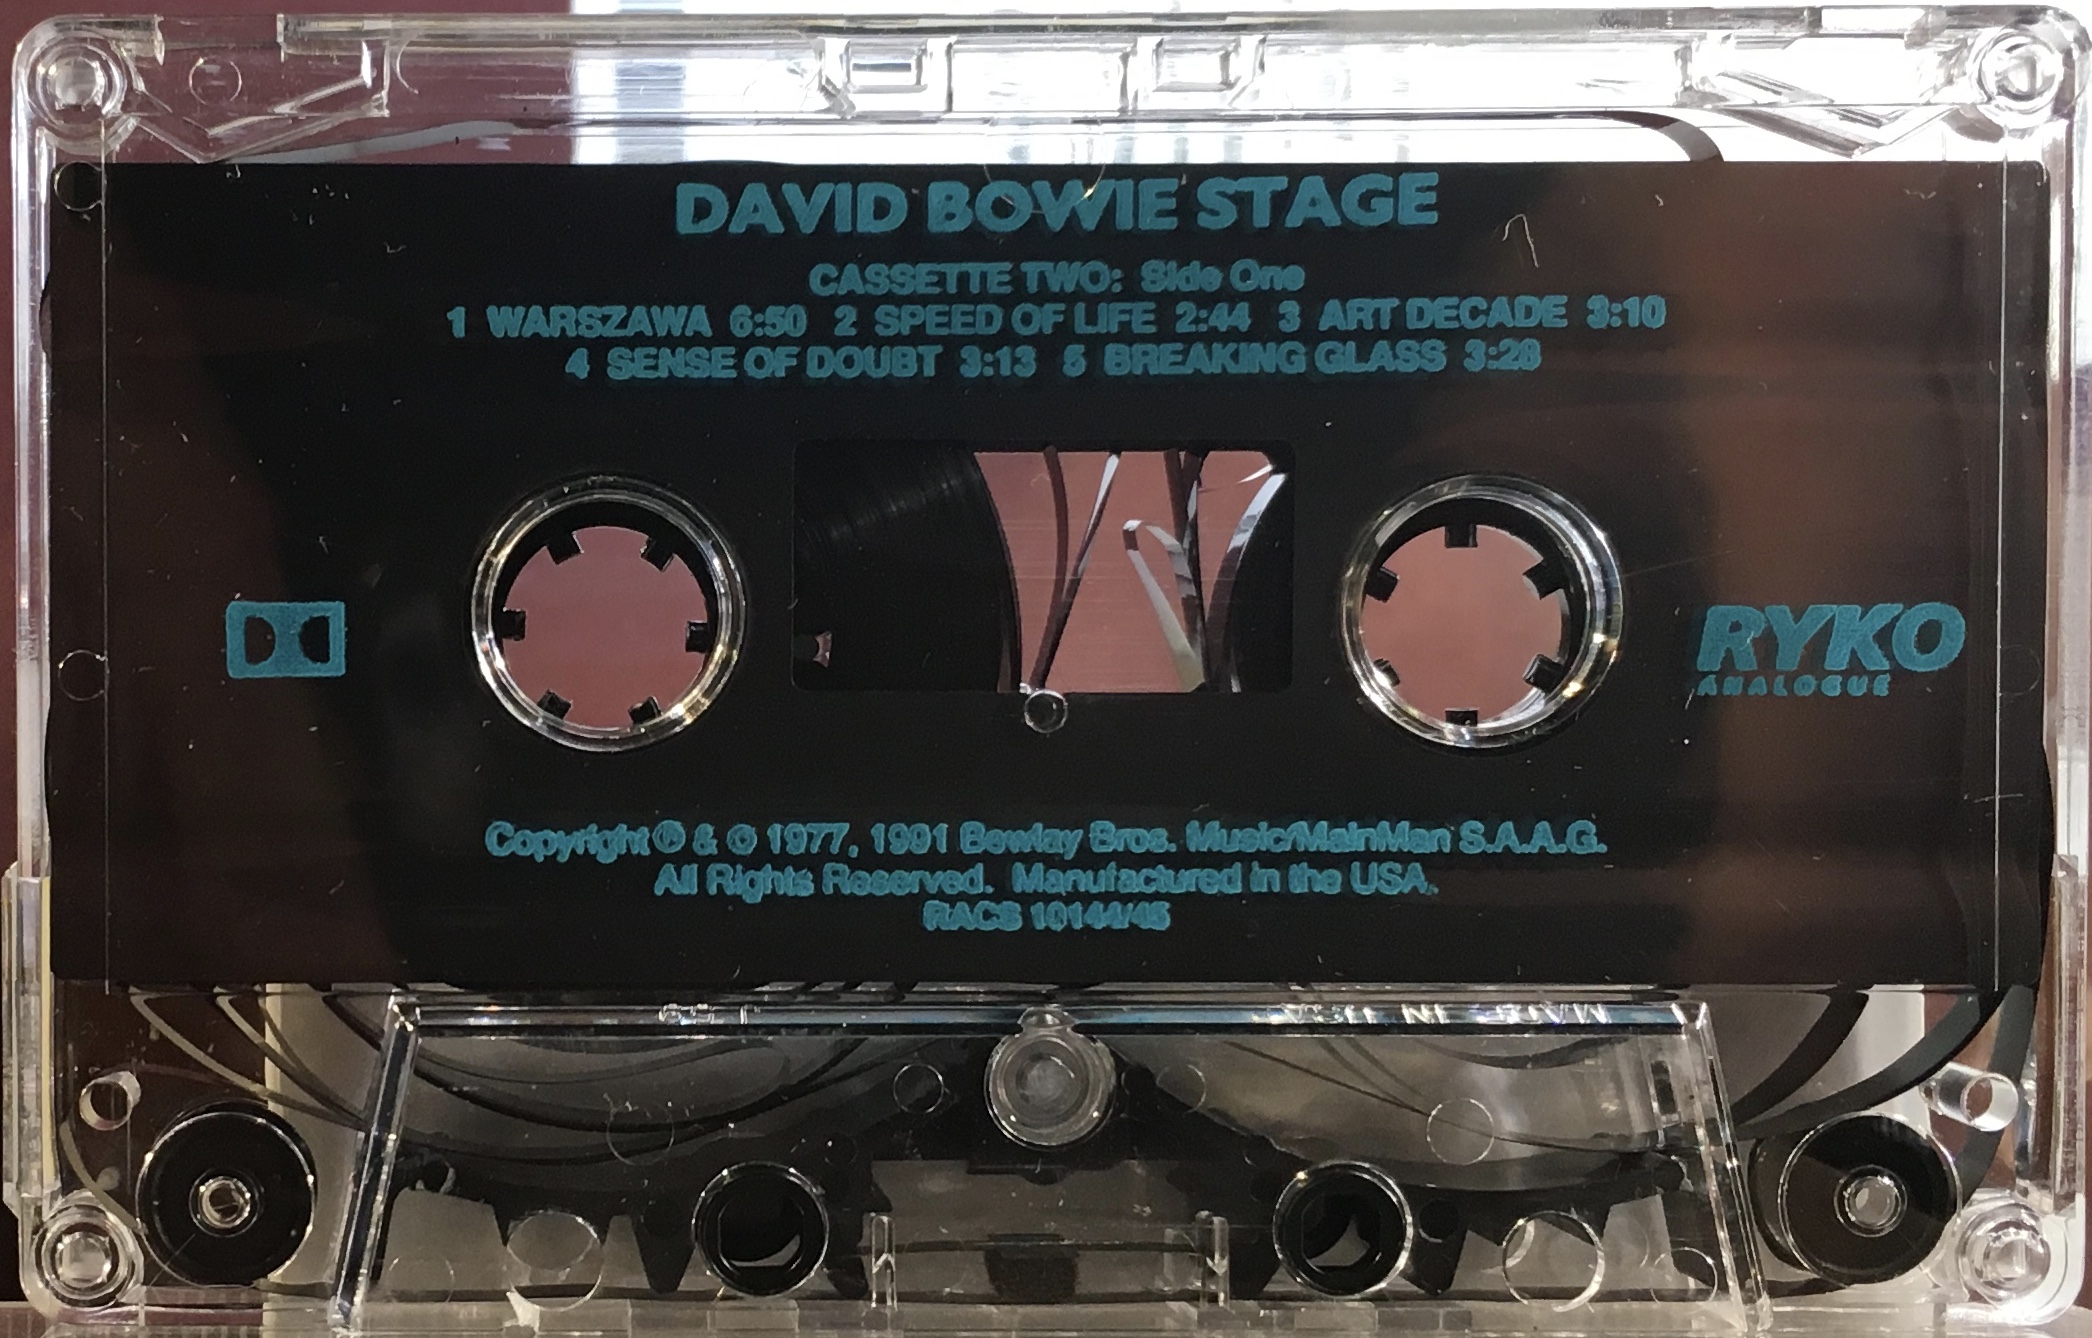 DAVID BOWIE STAGE
CASSETTE TWO: Side One
1 WARSZAWA 6:50 2 SPEED OF LIFE 2:44 3 ART DECADE 3:10
4 SENSE OF DOUBT 3:13 5 BREAKING GLASS 3:28
RYKO
ANALOGUE
Copyright ℗ & © 1977, 1991 Bewlay Bros. Music/MainMan S.A.A.G.
All Rights Reserved. Manufactured in the USA.
RACS 10144/45